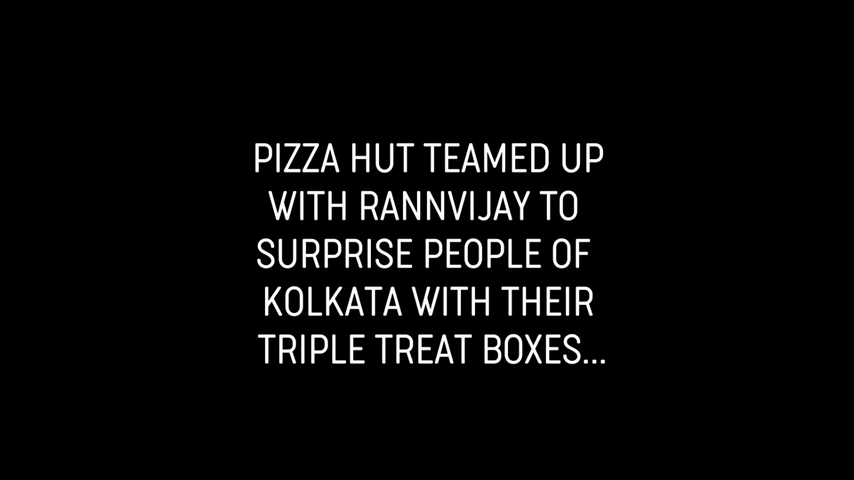 PIZZA HUT TEAMED UP
WITH RANNVIJAY TO
SURPRISE PEOPLE OF
KOLKATA WITH THEIR
TRIPLE TREAT BOXES...